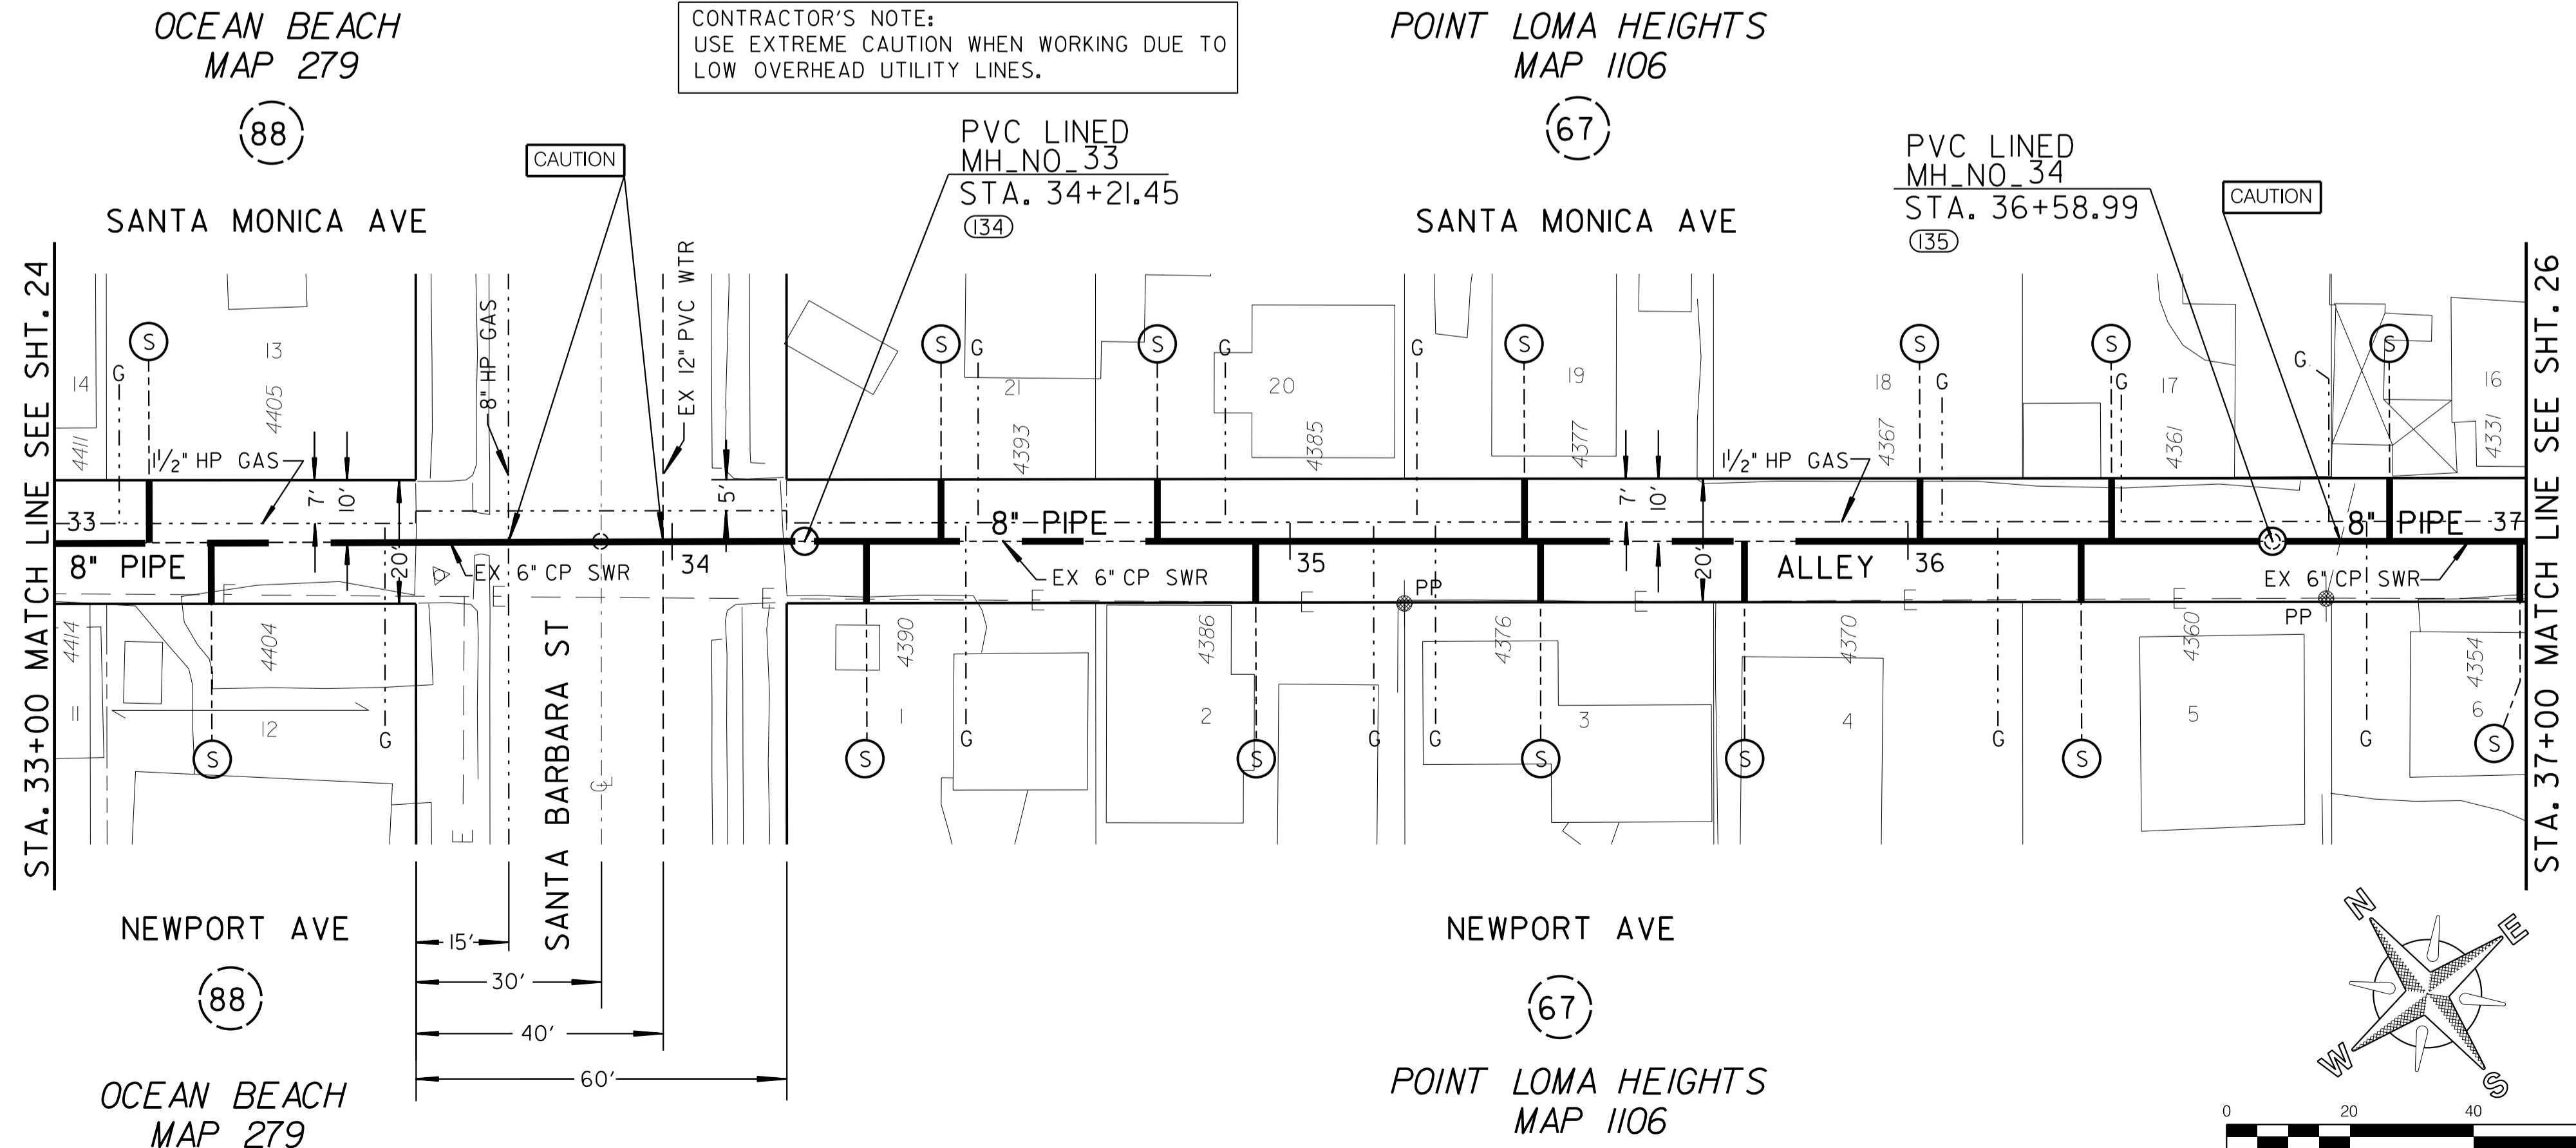 OCEAN BEACH
MAP 279
88
CONTRACTOR'S NOTE:
USE EXTREME CAUTION WHEN WORKING DUE TO
LOW OVERHEAD UTILITY LINES.
POINT LOMA HEIGHTS
MAP 1106
67
CAUTION
PVC LINED
MH_NO_33
STA. 34+21.45
134
PVC LINED
MH_NO_34
STA. 36+58.99
135
CAUTION
SANTA MONICA AVE
SANTA MONICA AVE
STA. 33+00 MATCH LINE SEE SHT. 24
STA. 37+00 MATCH LINE SEE SHT. 26
8" HP GAS
EX 12" PVC WTR
S
S
S
S
S
S
S
G
G
G
G
G
G
G
14
13
21
20
19
18
17
16
4411
4405
4393
4385
4377
4367
4361
4331
1 1/2" HP GAS
1 1/2" HP GAS
7'
10'
5'
7'
10'
33
8" PIPE
8" PIPE
37
8" PIPE
20'
EX 6" CP SWR
34
EX 6" CP SWR
35
20'
ALLEY
36
EX 6" CP SWR
E
E
E
E
E
E
E
E
PP
PP
4414
4404
4390
4386
4376
4370
4360
4354
11
12
1
2
3
4
5
6
G
G
G
G
G
G
S
S
S
S
S
S
S
E
SANTA BARBARA ST
CL
NEWPORT AVE
88
OCEAN BEACH
MAP 279
15'
30'
40'
60'
NEWPORT AVE
67
POINT LOMA HEIGHTS
MAP 1106
N
E
W
S
0 20 40